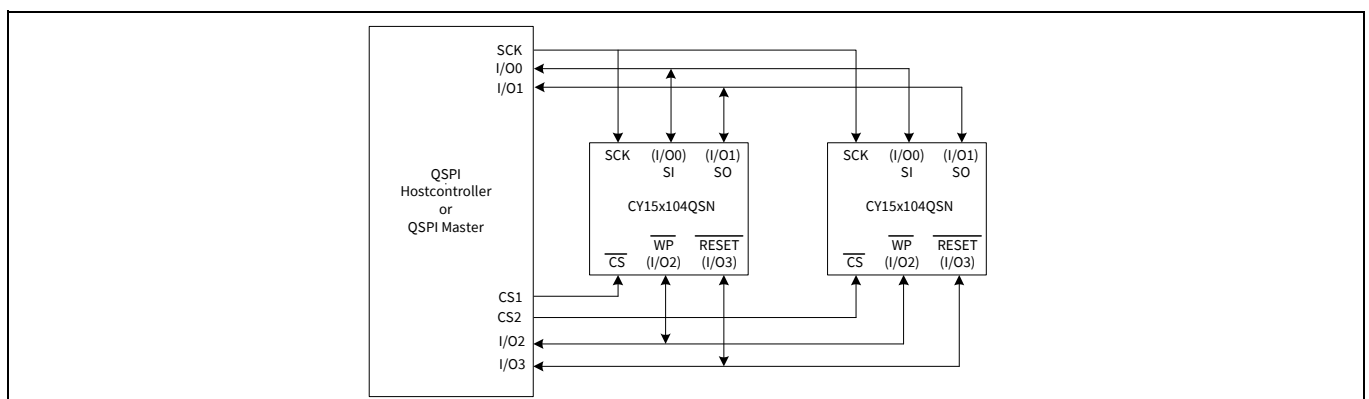 SCK
I/O0
I/O1
QSPI
Hostcontroller
or
QSPI Master
CS1
CS2
I/O2
I/O3
SCK (I/O0) (I/O1)
SI SO
CY15x104QSN
WP RESET
CS (I/O2) (I/O3)
SCK (I/O0) (I/O1)
SI SO
CY15x104QSN
WP RESET
CS (I/O2) (I/O3)